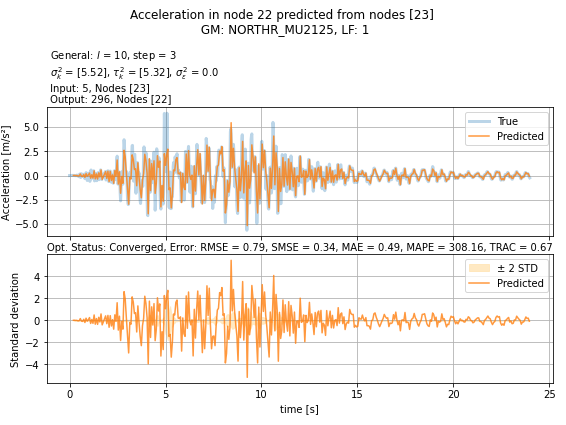 Acceleration in node 22 predicted from nodes [23]
GM: NORTHR_MU2125, LF: 1
General: l = 10, step = 3
σ²ₖ = [5.52], τ²ₖ = [5.32], σ²ε = 0.0
Input: 5, Nodes [23]
Output: 296, Nodes [22]
Acceleration [m/s²]
5.0
2.5
0.0
−2.5
−5.0
True
Predicted
Opt. Status: Converged, Error: RMSE = 0.79, SMSE = 0.34, MAE = 0.49, MAPE = 308.16, TRAC = 0.67
Standard deviation
4
2
0
−2
−4
± 2 STD
Predicted
0 5 10 15 20 25
time [s]